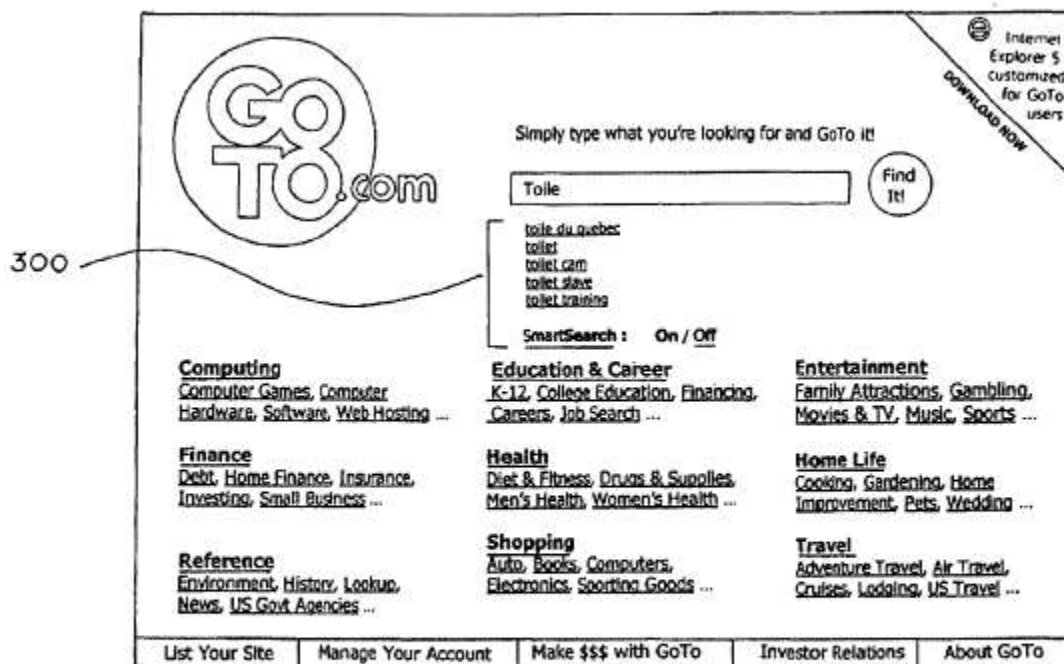 Internet
Explorer 5
customized
for GoTo
users
DOWNLOAD NOW
GO
TO.com
Simply type what you're looking for and GoTo it!
Toile
Find
It!
300
toile du quebec
toilet
toilet cam
toilet slave
toilet training
SmartSearch : On / Off
Computing
Computer Games, Computer
Hardware, Software, Web Hosting ...
Education & Career
K-12, College Education, Financing,
Careers, Job Search ...
Entertainment
Family Attractions, Gambling,
Movies & TV, Music, Sports ...
Finance
Debt, Home Finance, Insurance,
Investing, Small Business ...
Health
Diet & Fitness, Drugs & Supplies,
Men's Health, Women's Health ...
Home Life
Cooking, Gardening, Home
Improvement, Pets, Wedding ...
Reference
Environment, History, Lookup,
News, US Govt Agencies ...
Shopping
Auto, Books, Computers,
Electronics, Sporting Goods ...
Travel
Adventure Travel, Air Travel,
Cruises, Lodging, US Travel ...
List Your Site Manage Your Account Make $$$ with GoTo Investor Relations About GoTo